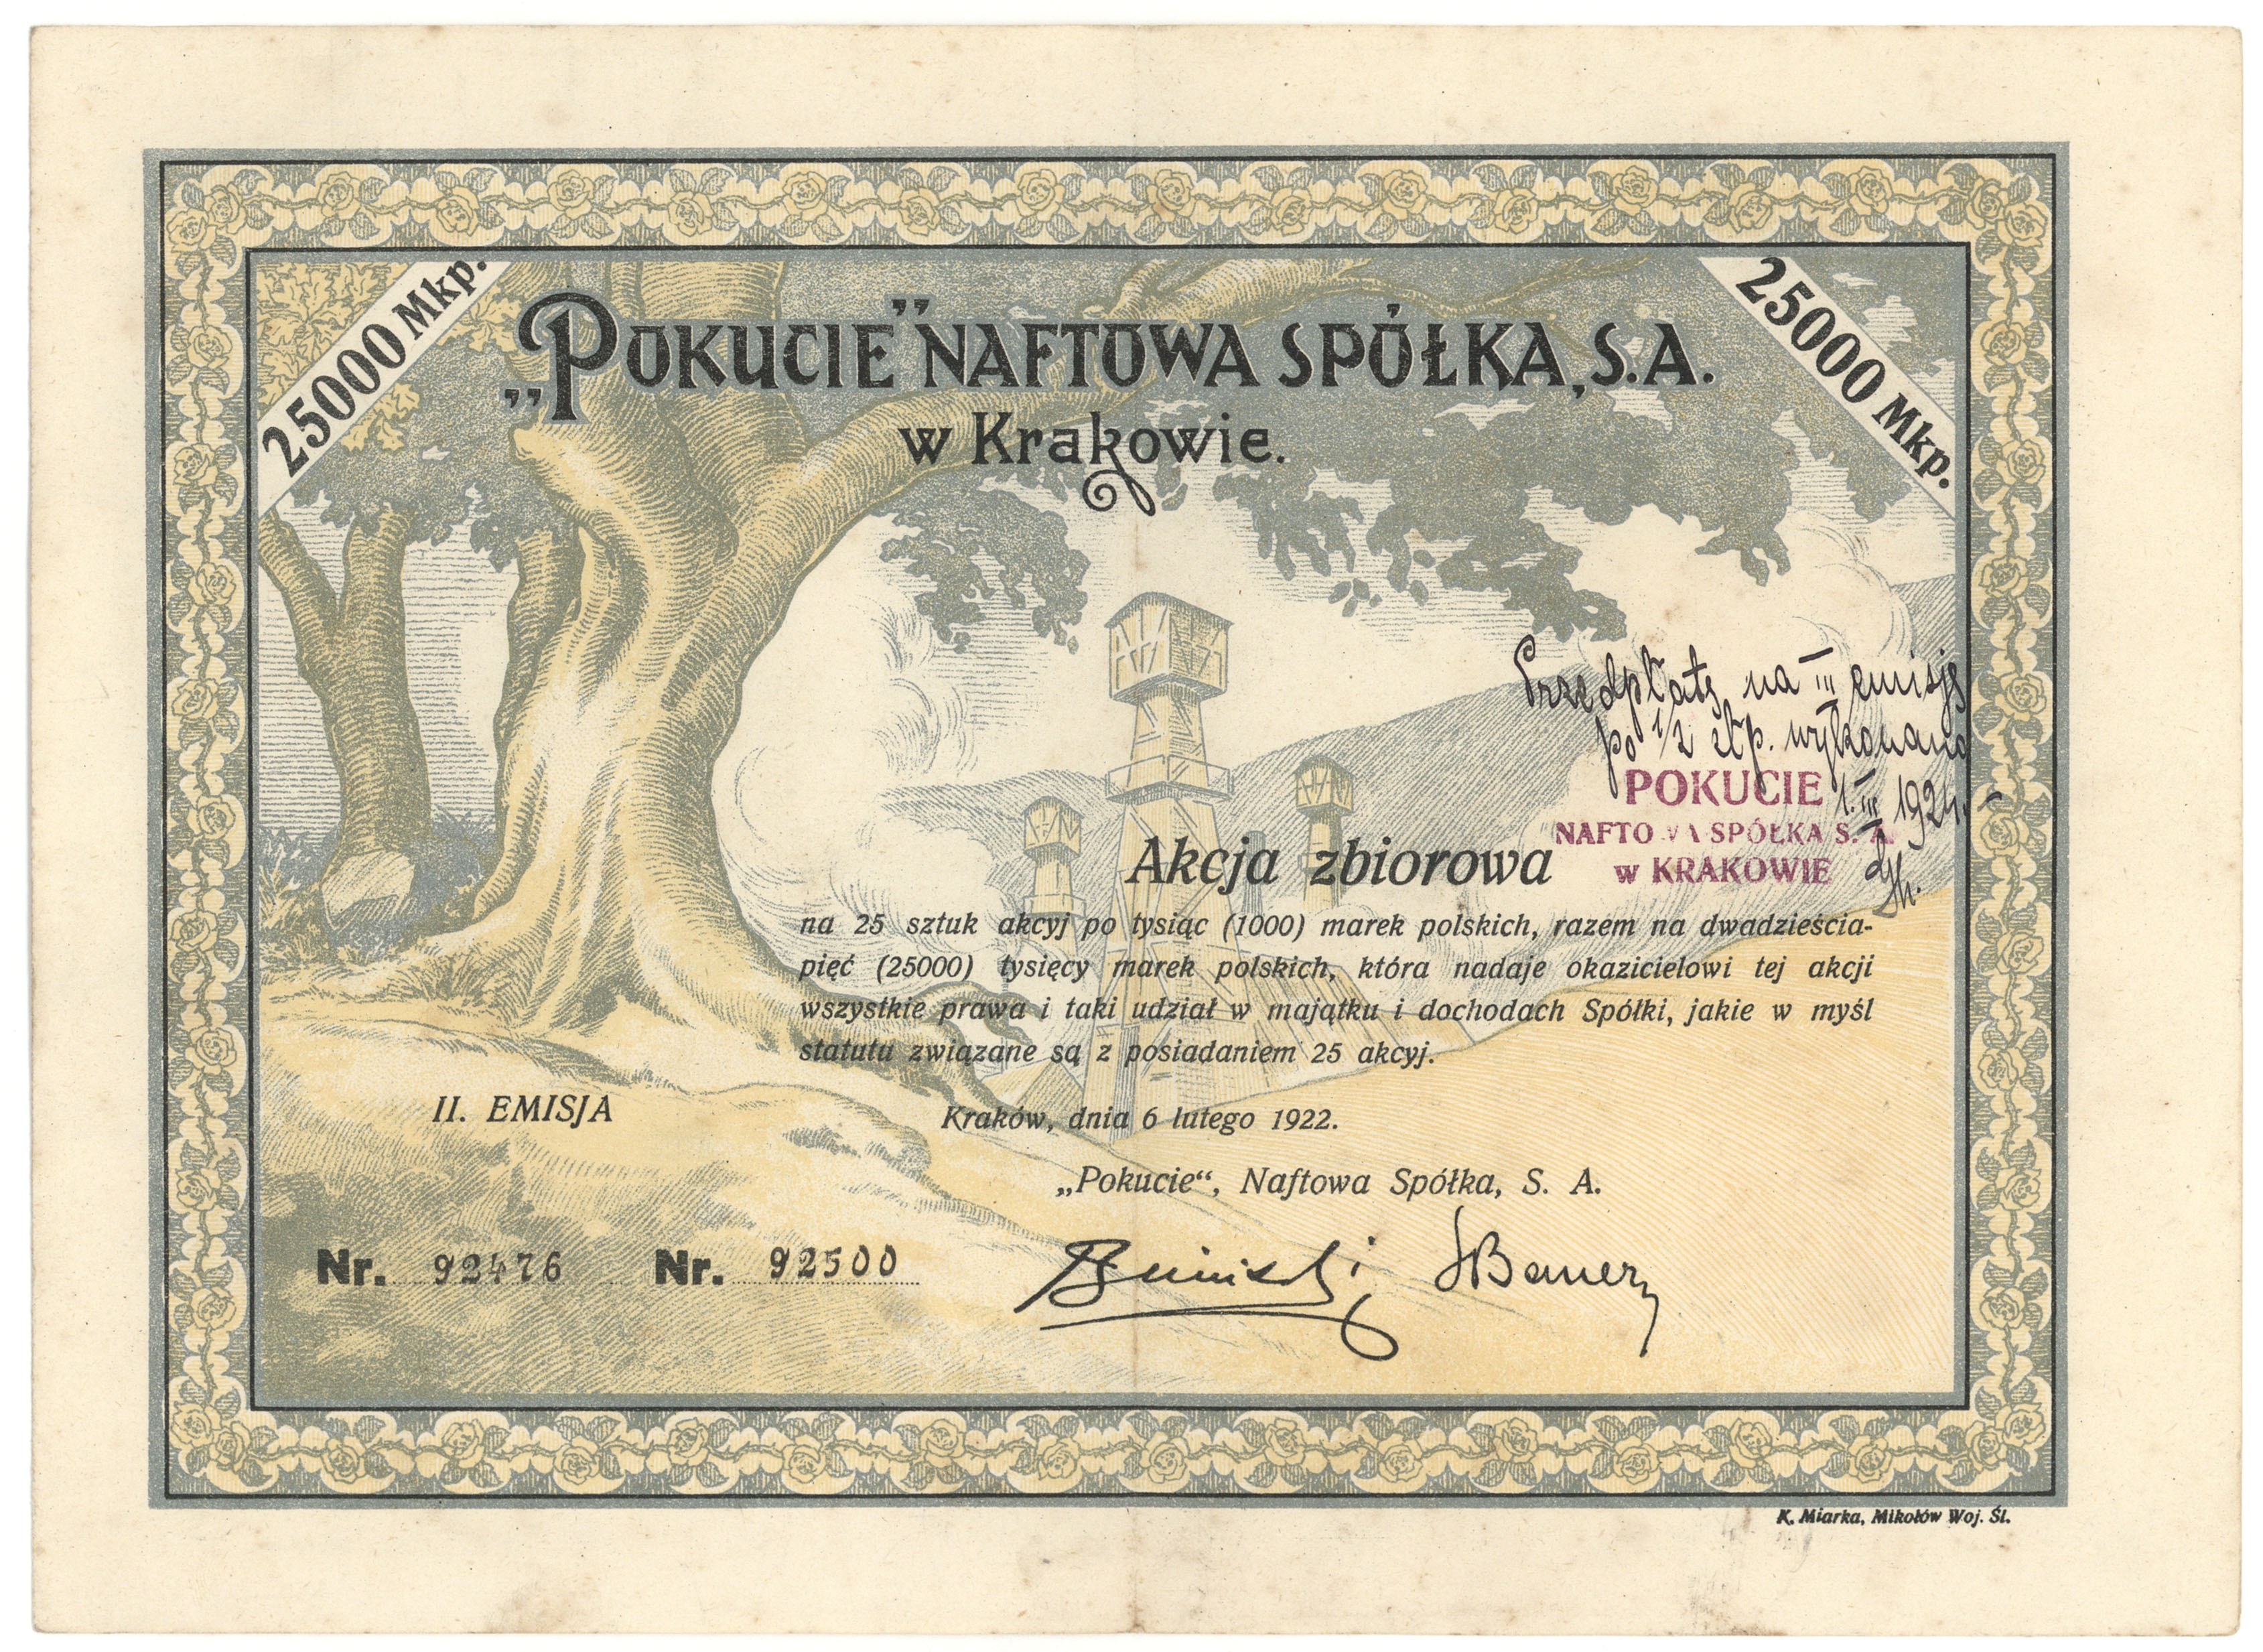 25000 Mkp.
25000 Mkp.
„POKUCIE” NAFTOWA SPÓŁKA, S.A.
w Krakowie.
Przedpłatę na III emisję
po 1/2 złp. wykonano
1.III 1924.
POKUCIE
NAFTOWA SPÓŁKA S. A.
w KRAKOWIE
Akcja zbiorowa
na 25 sztuk akcyj po tysiąc (1000) marek polskich, razem na dwadzieścia-
pięć (25000) tysięcy marek polskich, która nadaje okazicielowi tej akcji
wszystkie prawa i taki udział w majątku i dochodach Spółki, jakie w myśl
statutu związane są z posiadaniem 25 akcyj.
II. EMISJA
Kraków, dnia 6 lutego 1922.
„Pokucie“, Naftowa Spółka, S. A.
Nr. 92476 Nr. 92500
Bauer
K. Miarka, Mikołów Woj. Śl.